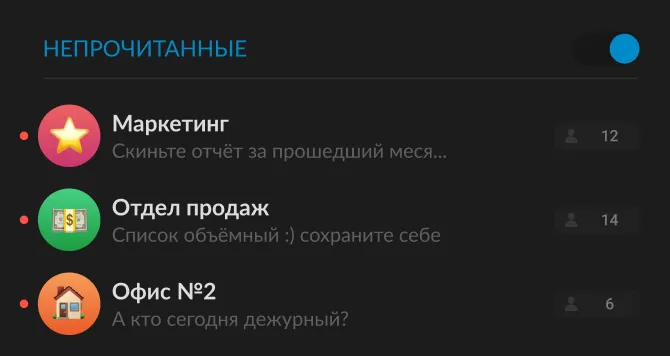 НЕПРОЧИТАННЫЕ
Маркетинг
Скиньте отчёт за прошедший меся...
12
Отдел продаж
Список объёмный :) сохраните себе
14
Офис №2
А кто сегодня дежурный?
6